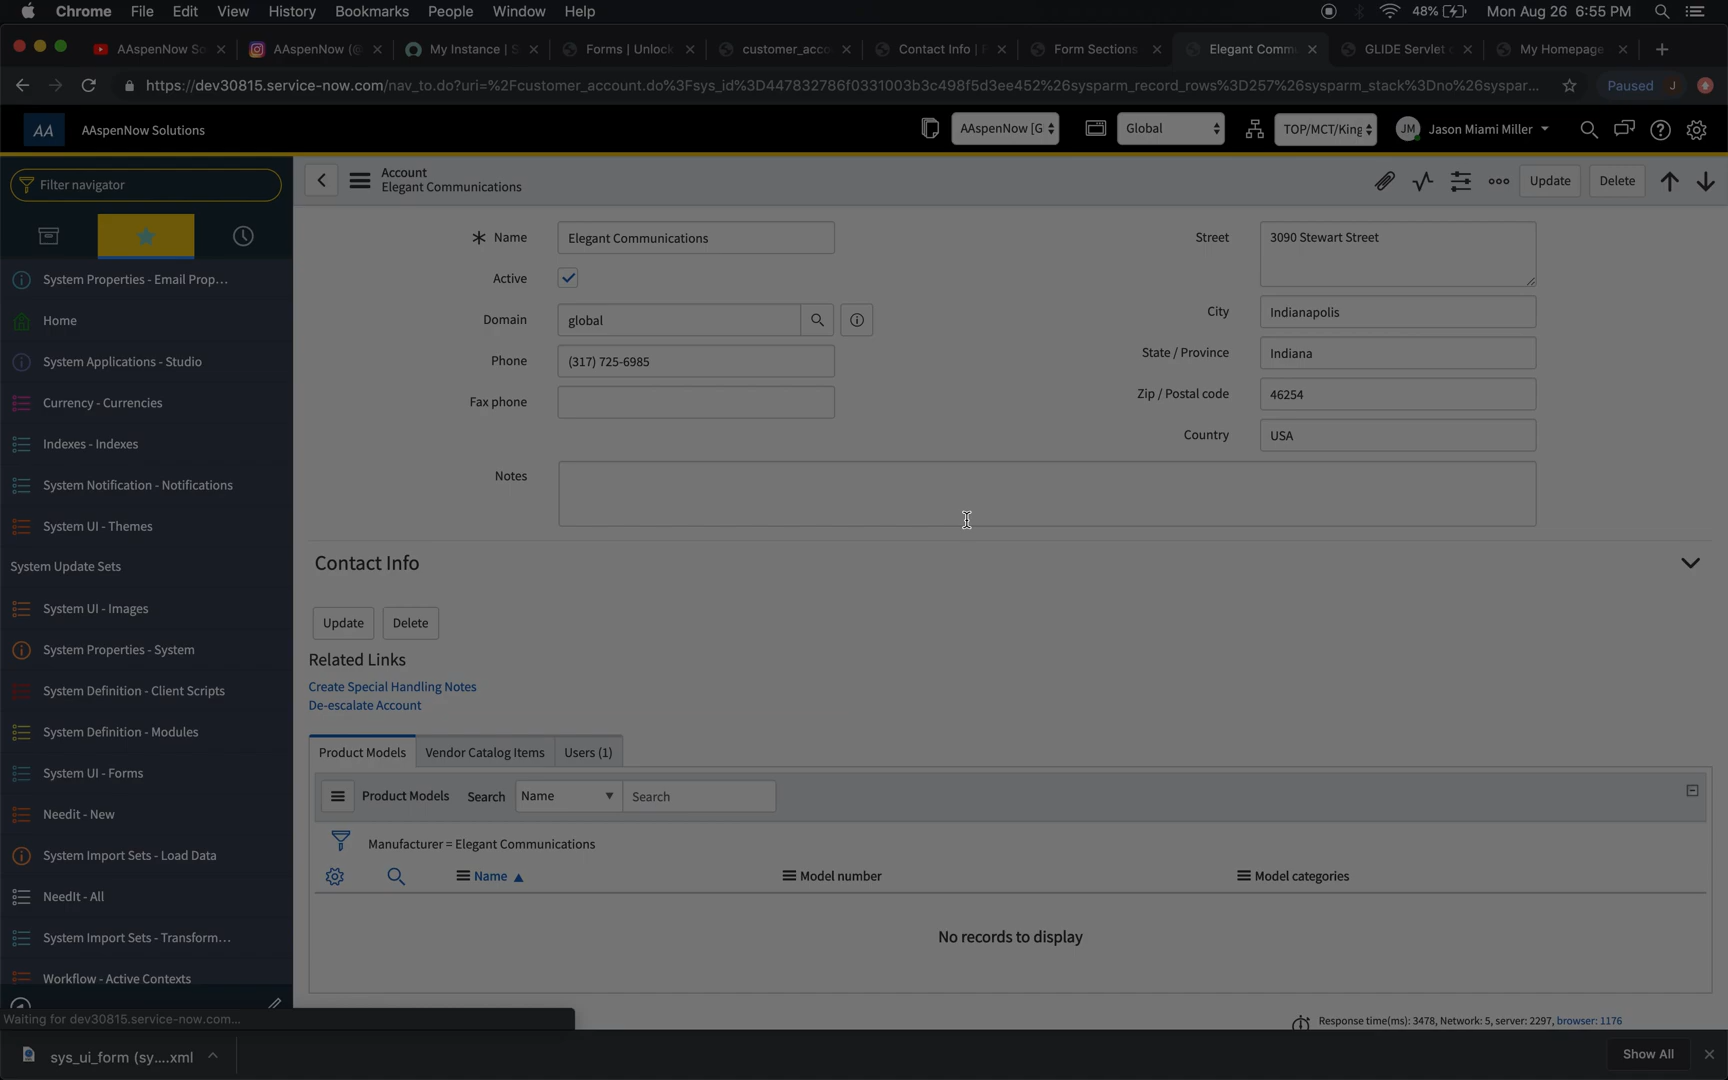 Chrome File Edit View History Bookmarks People Window Help 48% Mon Aug 26 6:55 PM
AAspenNow So AAspenNow (@ My Instance | S Forms | Unlock customer_acco Contact Info | P Form Sections Elegant Comm GLIDE Servlet c My Homepage
https://dev30815.service-now.com/nav_to.do?uri=%2Fcustomer_account.do%3Fsys_id%3D447832786f0331003b3c498f5d3ee452%26sysparm_record_rows%3D257%26sysparm_stack%3Dno%26syspar... Paused J
AA AAspenNow Solutions AAspenNow [G Global TOP/MCT/King JM Jason Miami Miller
Filter navigator
Account
Elegant Communications
Update Delete
System Properties - Email Prop...
Home
System Applications - Studio
Currency - Currencies
Indexes - Indexes
System Notification - Notifications
System UI - Themes
System Update Sets
System UI - Images
System Properties - System
System Definition - Client Scripts
System Definition - Modules
System UI - Forms
Needit - New
System Import Sets - Load Data
NeedIt - All
System Import Sets - Transform...
Workflow - Active Contexts
Name Elegant Communications
Active
Domain global
Phone (317) 725-6985
Fax phone
Street 3090 Stewart Street
City Indianapolis
State / Province Indiana
Zip / Postal code 46254
Country USA
Notes
Contact Info
Update Delete
Related Links
Create Special Handling Notes
De-escalate Account
Product Models Vendor Catalog Items Users (1)
Product Models Search Name Search
Manufacturer = Elegant Communications
Name Model number Model categories
No records to display
Response time(ms): 3478, Network: 5, server: 2297, browser: 1176
Waiting for dev30815.service-now.com...
sys_ui_form (sy....xml Show All